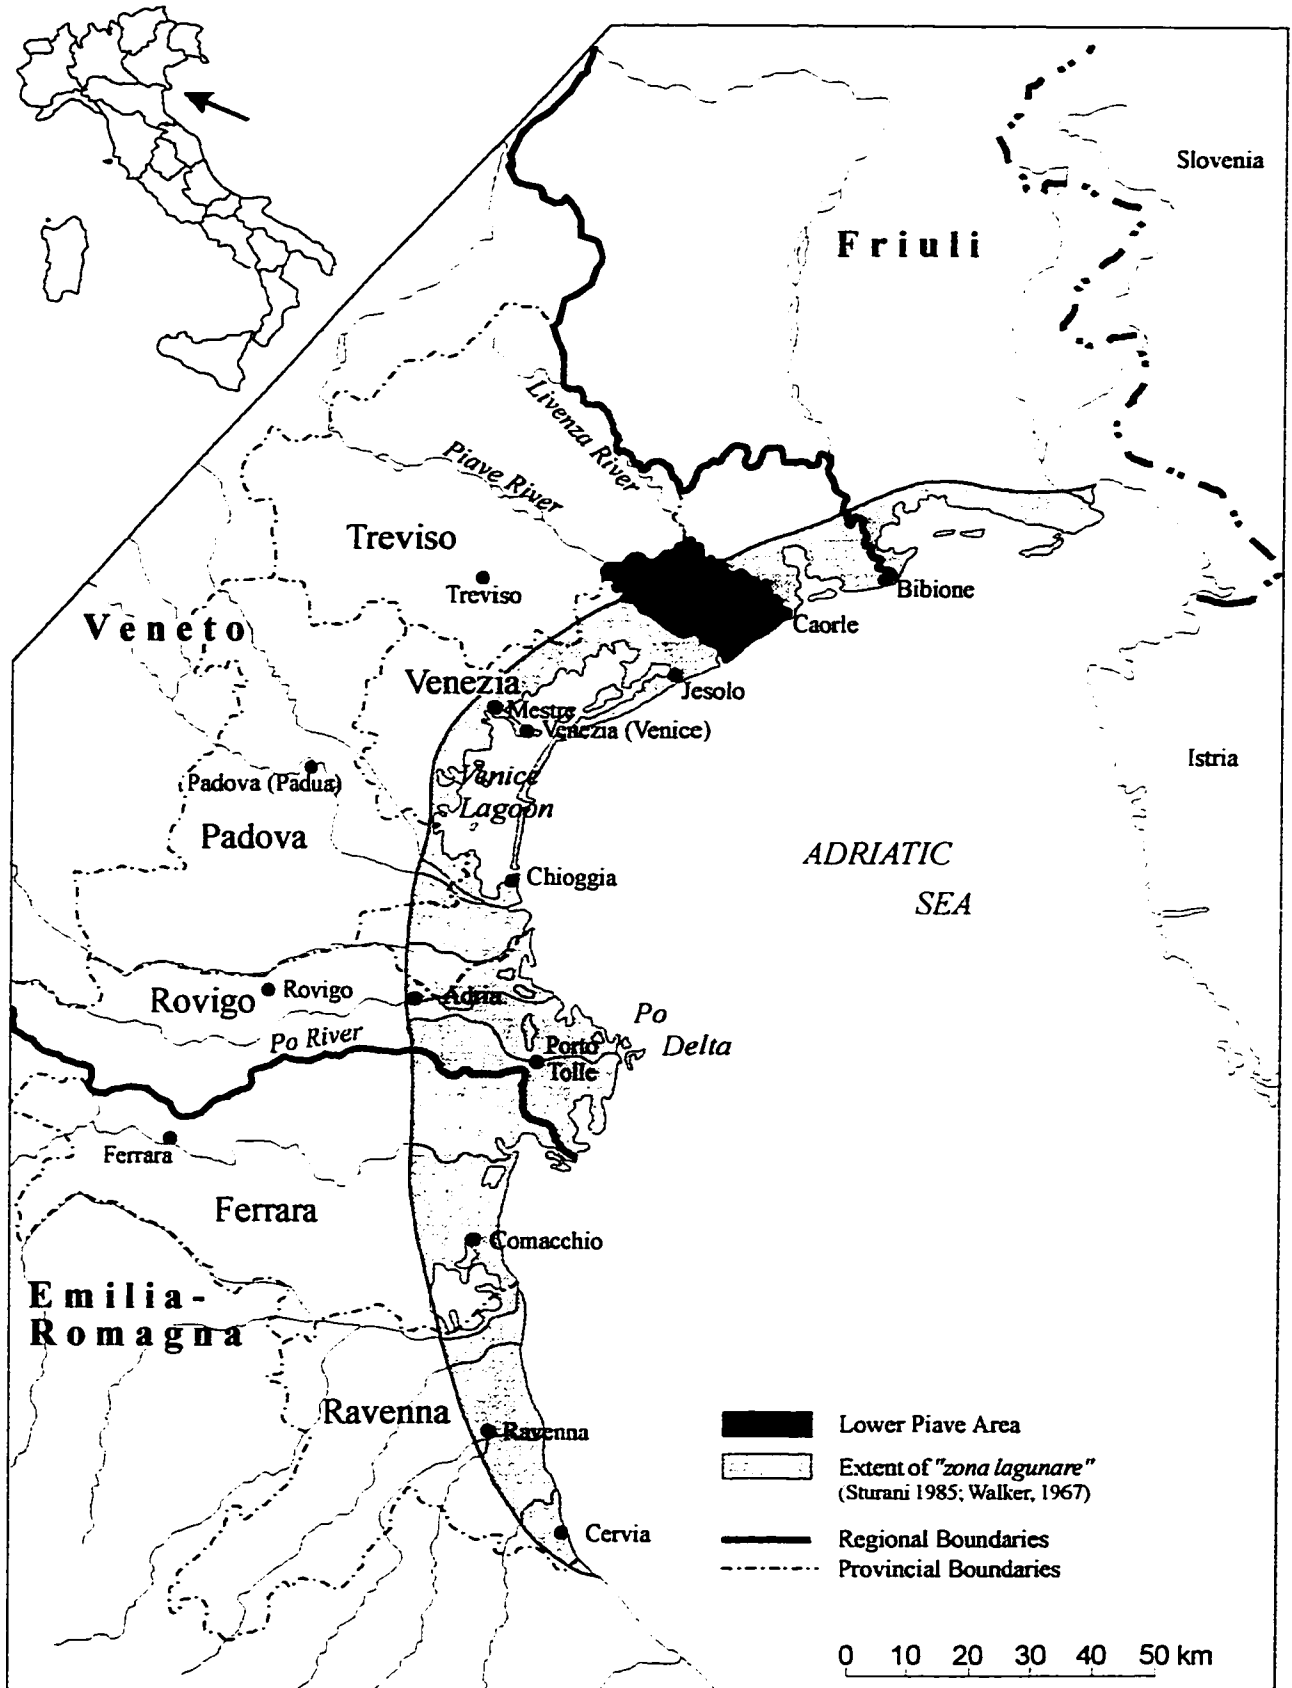 Slovenia
Friuli
Livenza River
Piave River
Treviso
Treviso
Bibione
Caorle
Veneto
Venezia
Jesolo
Mestre
Venezia (Venice)
Padova (Padua)
Venice
Lagoon
Istria
Padova
ADRIATIC
SEA
Chioggia
Rovigo
Rovigo
Adria
Po
Delta
Po River
Porto
Tolle
Ferrara
Ferrara
Comacchio
Emilia-
Romagna
Ravenna
Ravenna
Cervia
Lower Piave Area
Extent of "zona lagunare"
(Sturani 1985; Walker, 1967)
Regional Boundaries
Provincial Boundaries
0 10 20 30 40 50 km